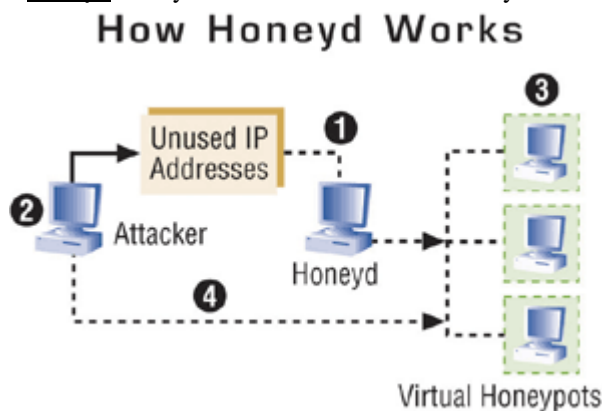 How Honeyd Works
3
1
Unused IP
Addresses
2
Attacker
Honeyd
4
Virtual Honeypots